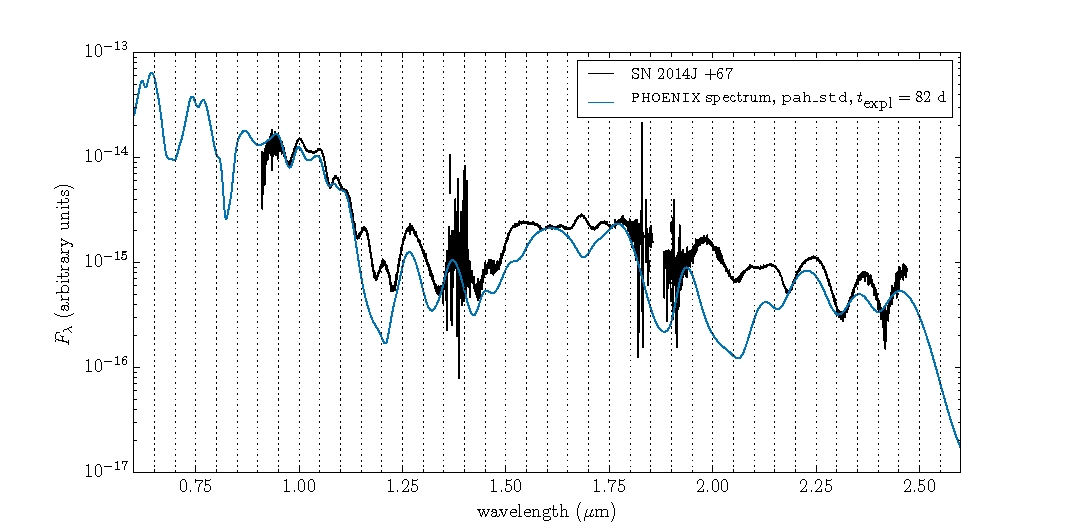 SN 2014J +67
PHOENIX spectrum, pah_std, t_expl = 82 d
F_λ (arbitrary units)
10^−13
10^−14
10^−15
10^−16
10^−17
0.75 1.00 1.25 1.50 1.75 2.00 2.25 2.50
wavelength (μm)